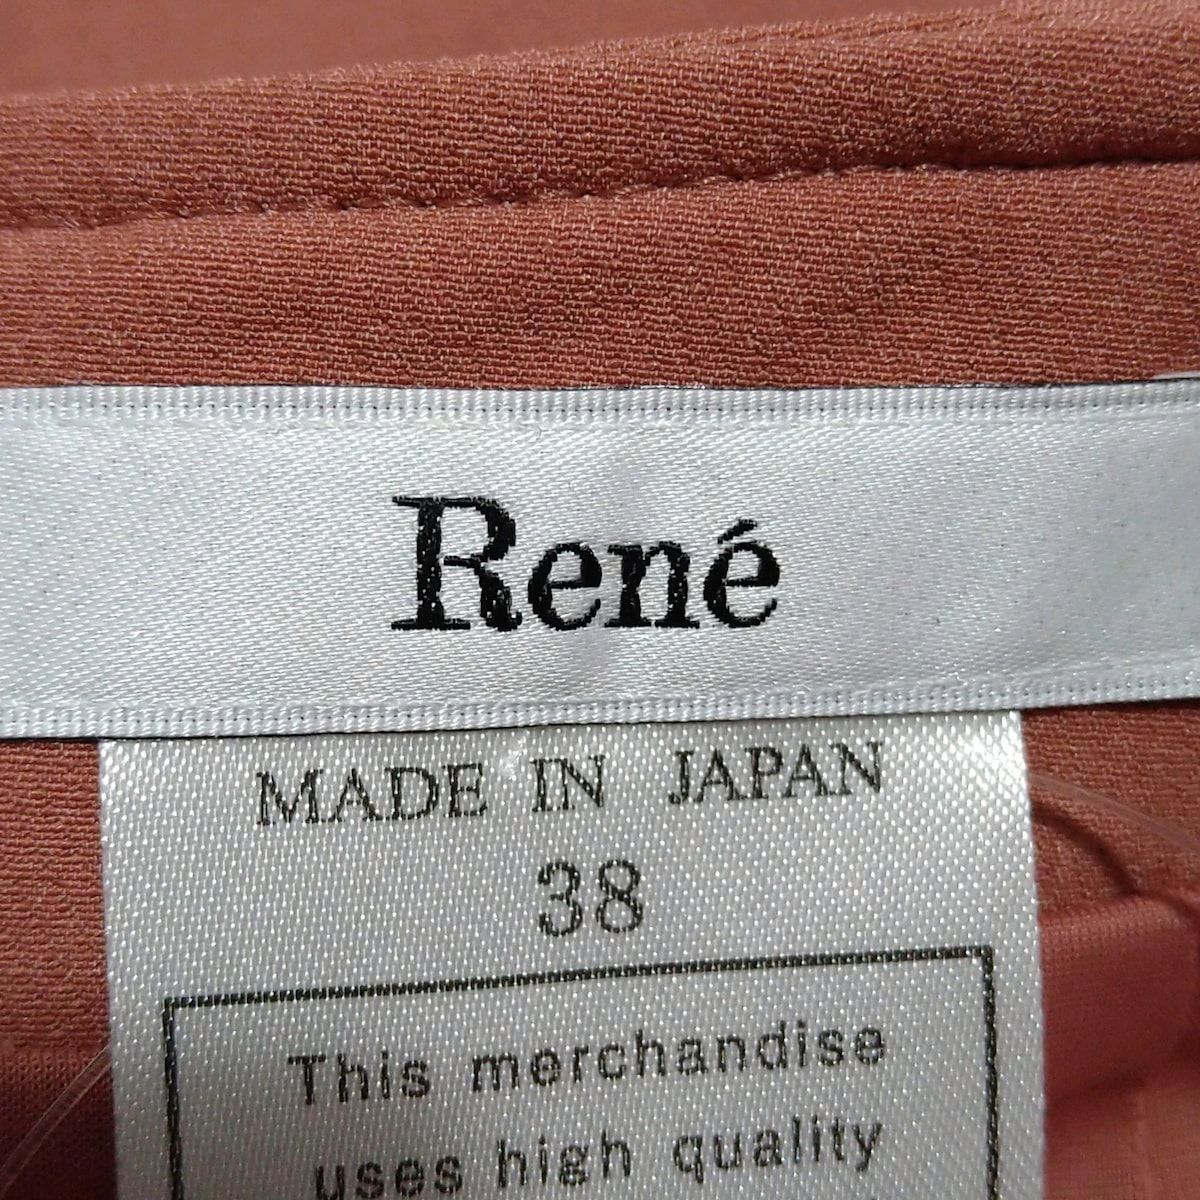 René
MADE IN JAPAN
38
This merchandise
uses high quality